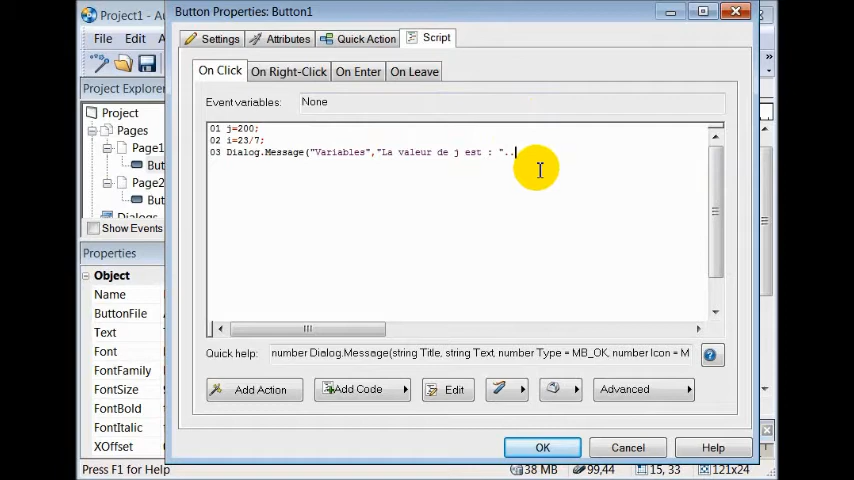 Project1 - Au
Button Properties: Button1
File Edit
Settings Attributes Quick Action Script
Project Explorer
On Click On Right-Click On Enter On Leave
Event variables: None
Project
Pages
Page1
Butt
Page2
Butt
Dialogs
Show Events
01 j=200;
02 i=23/7;
03 Dialog.Message("Variables","La valeur de j est : "..
Properties
Object
Name
ButtonFile
Text
Font
FontFamily
FontSize
FontBold
FontItalic
XOffset
Quick help: number Dialog.Message(string Title, string Text, number Type = MB_OK, number Icon = M
Add Action Add Code Edit Advanced
OK Cancel Help
Press F1 for Help
38 MB 99,44 15, 33 121x24